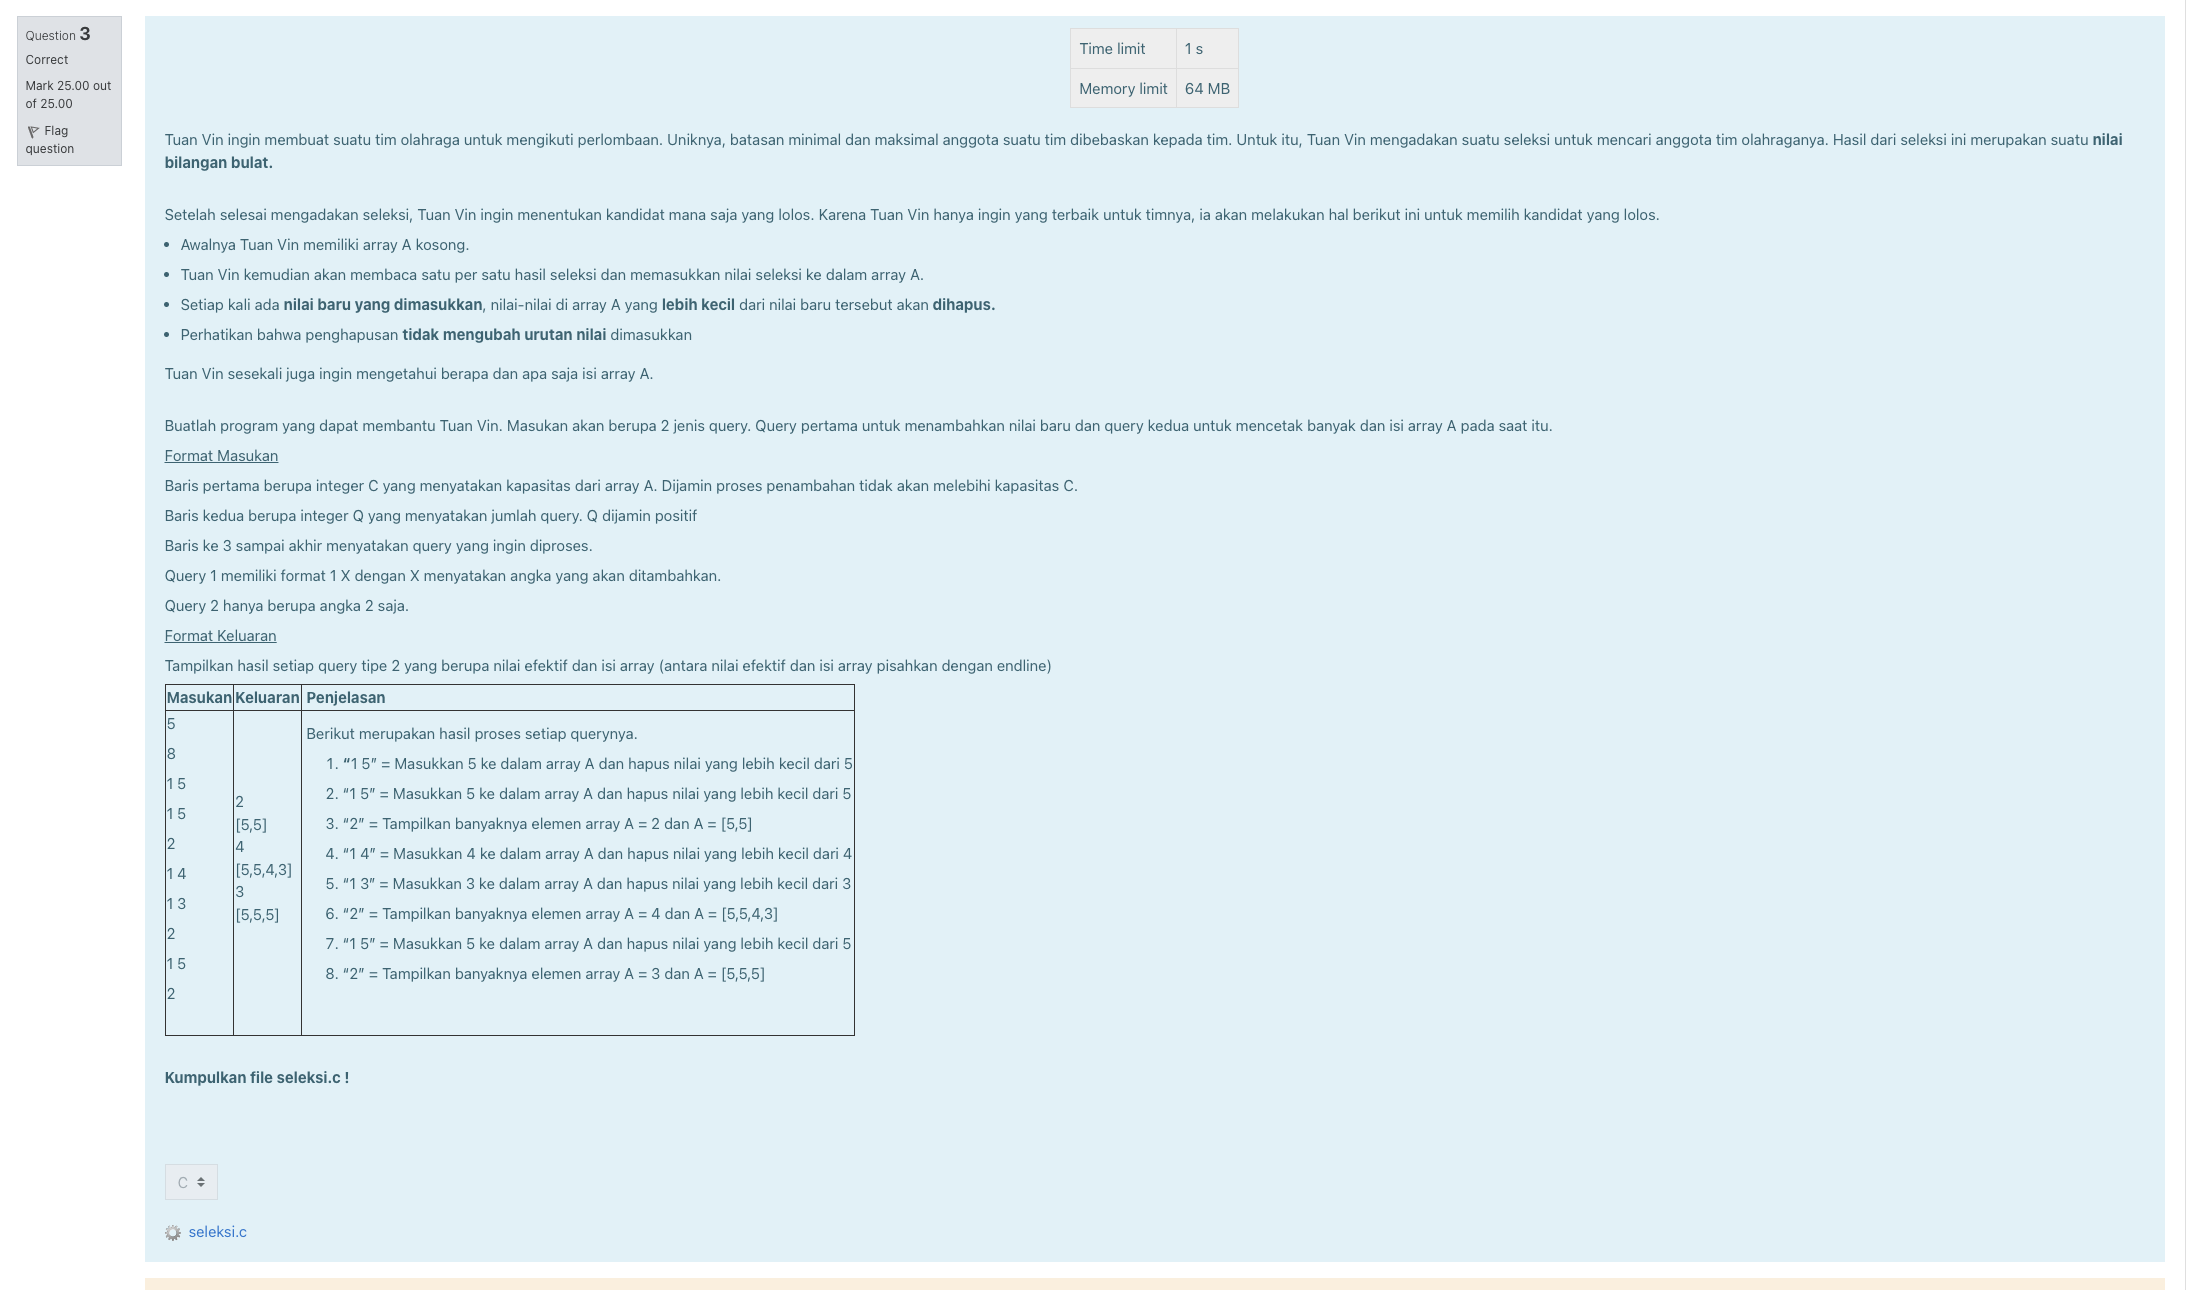 Question 3
Correct
Mark 25.00 out
of 25.00
Flag
question
Time limit 1 s
Memory limit 64 MB
Tuan Vin ingin membuat suatu tim olahraga untuk mengikuti perlombaan. Uniknya, batasan minimal dan maksimal anggota suatu tim dibebaskan kepada tim. Untuk itu, Tuan Vin mengadakan suatu seleksi untuk mencari anggota tim olahraganya. Hasil dari seleksi ini merupakan suatu nilai
bilangan bulat.
Setelah selesai mengadakan seleksi, Tuan Vin ingin menentukan kandidat mana saja yang lolos. Karena Tuan Vin hanya ingin yang terbaik untuk timnya, ia akan melakukan hal berikut ini untuk memilih kandidat yang lolos.
• Awalnya Tuan Vin memiliki array A kosong.
• Tuan Vin kemudian akan membaca satu per satu hasil seleksi dan memasukkan nilai seleksi ke dalam array A.
• Setiap kali ada nilai baru yang dimasukkan, nilai-nilai di array A yang lebih kecil dari nilai baru tersebut akan dihapus.
• Perhatikan bahwa penghapusan tidak mengubah urutan nilai dimasukkan
Tuan Vin sesekali juga ingin mengetahui berapa dan apa saja isi array A.
Buatlah program yang dapat membantu Tuan Vin. Masukan akan berupa 2 jenis query. Query pertama untuk menambahkan nilai baru dan query kedua untuk mencetak banyak dan isi array A pada saat itu.
Format Masukan
Baris pertama berupa integer C yang menyatakan kapasitas dari array A. Dijamin proses penambahan tidak akan melebihi kapasitas C.
Baris kedua berupa integer Q yang menyatakan jumlah query. Q dijamin positif
Baris ke 3 sampai akhir menyatakan query yang ingin diproses.
Query 1 memiliki format 1 X dengan X menyatakan angka yang akan ditambahkan.
Query 2 hanya berupa angka 2 saja.
Format Keluaran
Tampilkan hasil setiap query tipe 2 yang berupa nilai efektif dan isi array (antara nilai efektif dan isi array pisahkan dengan endline)
Masukan Keluaran Penjelasan
5
8
1 5
1 5
2
1 4
1 3
2
1 5
2
2
[5,5]
4
[5,5,4,3]
3
[5,5,5]
Berikut merupakan hasil proses setiap querynya.
1. “1 5” = Masukkan 5 ke dalam array A dan hapus nilai yang lebih kecil dari 5
2. “1 5” = Masukkan 5 ke dalam array A dan hapus nilai yang lebih kecil dari 5
3. “2” = Tampilkan banyaknya elemen array A = 2 dan A = [5,5]
4. “1 4” = Masukkan 4 ke dalam array A dan hapus nilai yang lebih kecil dari 4
5. “1 3” = Masukkan 3 ke dalam array A dan hapus nilai yang lebih kecil dari 3
6. “2” = Tampilkan banyaknya elemen array A = 4 dan A = [5,5,4,3]
7. “1 5” = Masukkan 5 ke dalam array A dan hapus nilai yang lebih kecil dari 5
8. “2” = Tampilkan banyaknya elemen array A = 3 dan A = [5,5,5]
Kumpulkan file seleksi.c !
C
seleksi.c